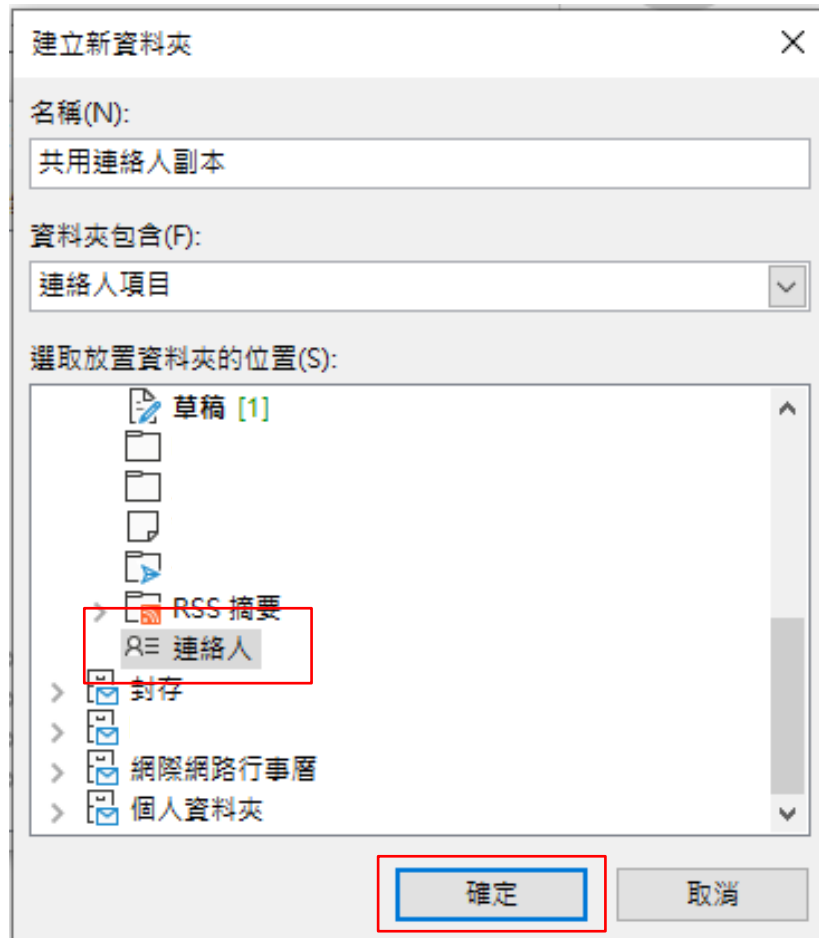 建立新資料夾
名稱(N):
共用連絡人副本
資料夾包含(F):
連絡人項目
選取放置資料夾的位置(S):
草稿 [1]
RSS 摘要
連絡人
封存
網際網路行事曆
個人資料夾
確定 取消